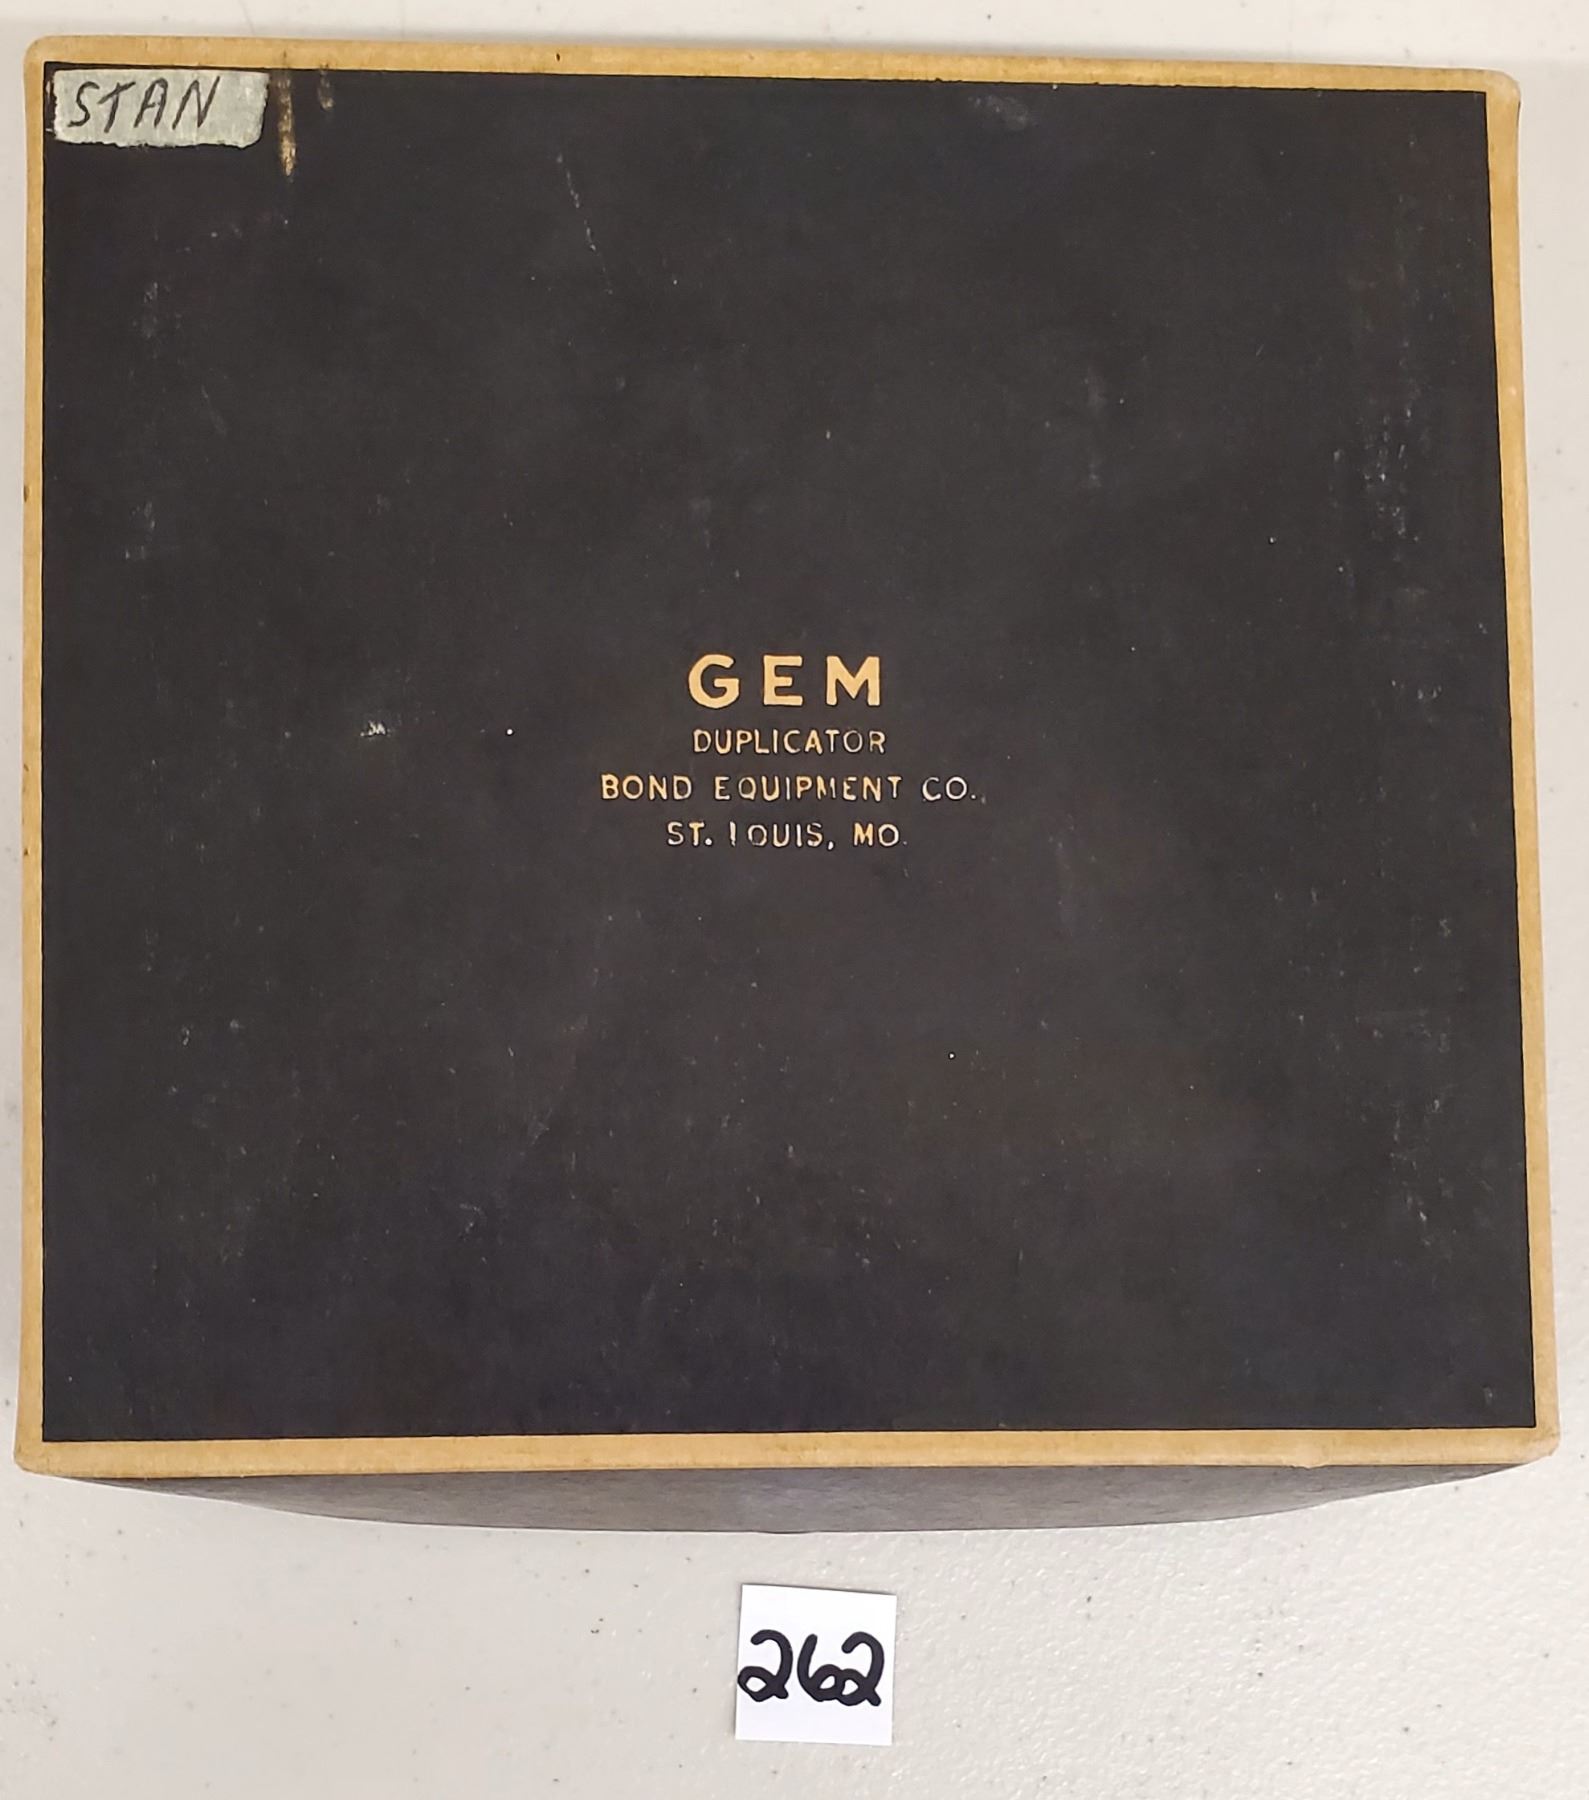 STAN
GEM
DUPLICATOR
BOND EQUIPMENT CO.
ST. LOUIS, MO.
262